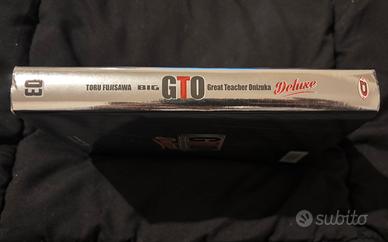 03 TORU FUJISAWA BIG GTO Great Teacher Onizuka Deluxe
subito